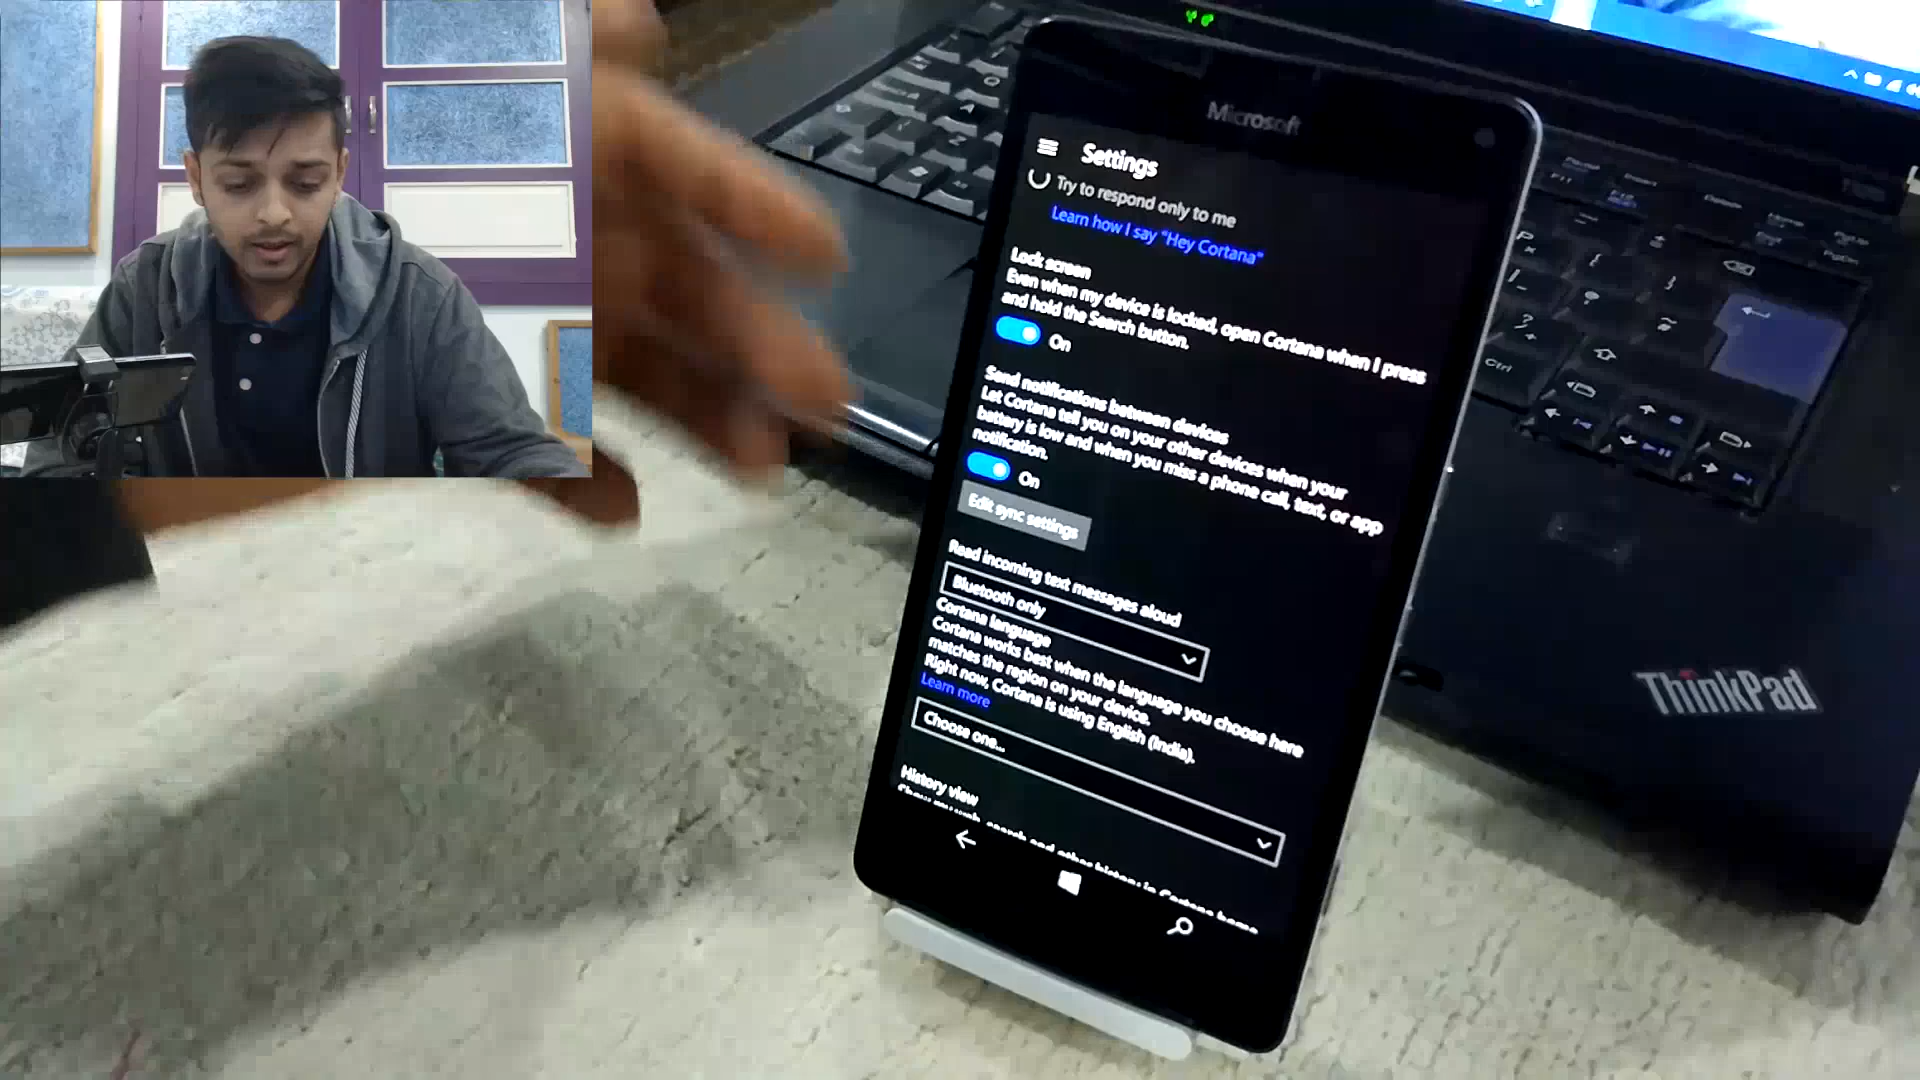 Microsoft
Settings
Try to respond only to me
Learn how I say "Hey Cortana"
Lock screen
Even when my device is locked, open Cortana when I press
and hold the Search button.
On
Send notifications between devices
Let Cortana tell you on your other devices when your
battery is low and when you miss a phone call, text, or app
notification.
On
Edit sync settings
Read incoming text messages aloud
Bluetooth only
Cortana language
Cortana works best when the language you choose here
matches the region on your device.
Right now, Cortana is using English (India).
Learn more
Choose one...
History view
Ctrl
ThinkPad